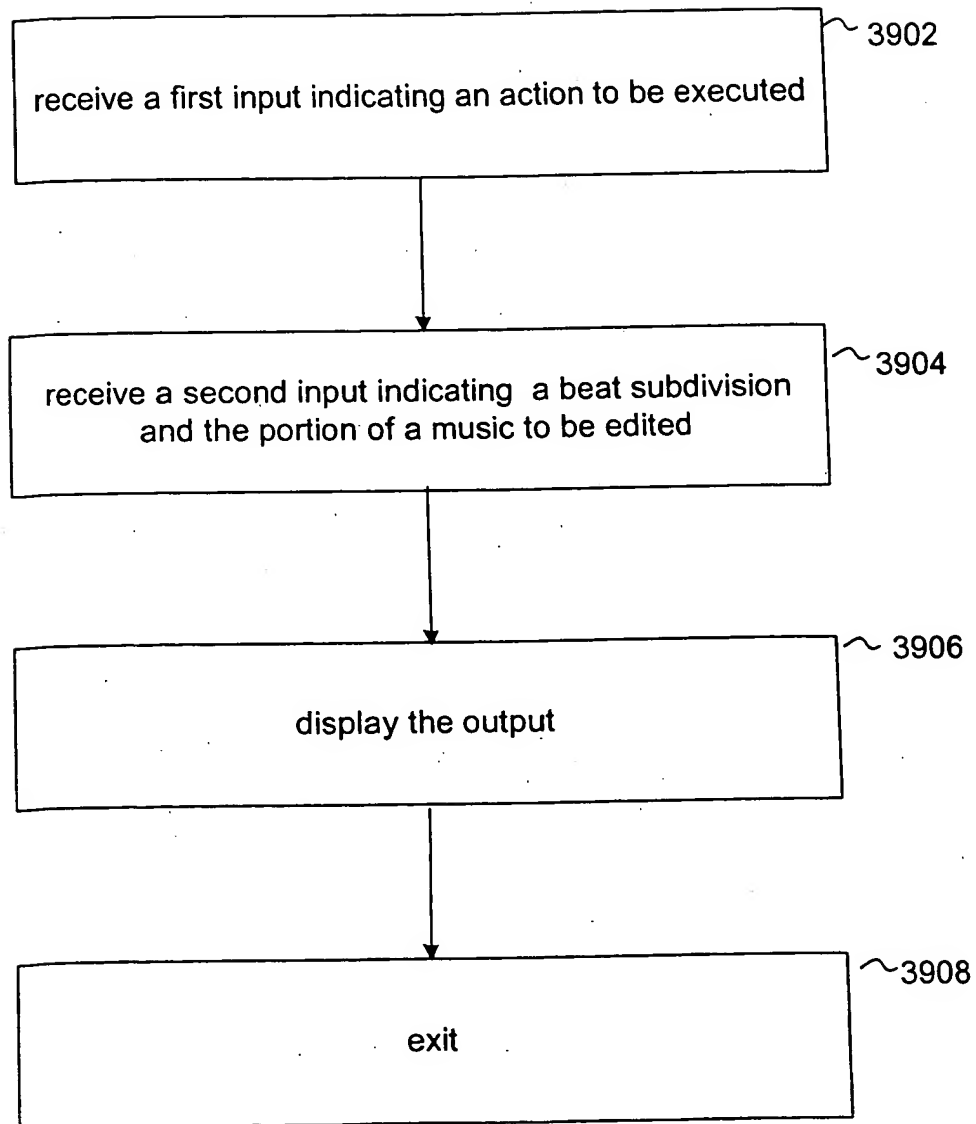 3902
receive a first input indicating an action to be executed
3904
receive a second input indicating a beat subdivision
and the portion of a music to be edited
3906
display the output
3908
exit